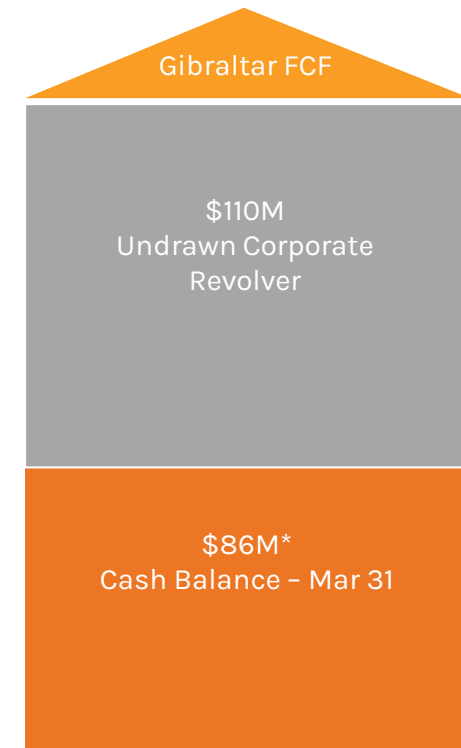 Gibraltar FCF
$110M
Undrawn Corporate
Revolver
$86M*
Cash Balance – Mar 31